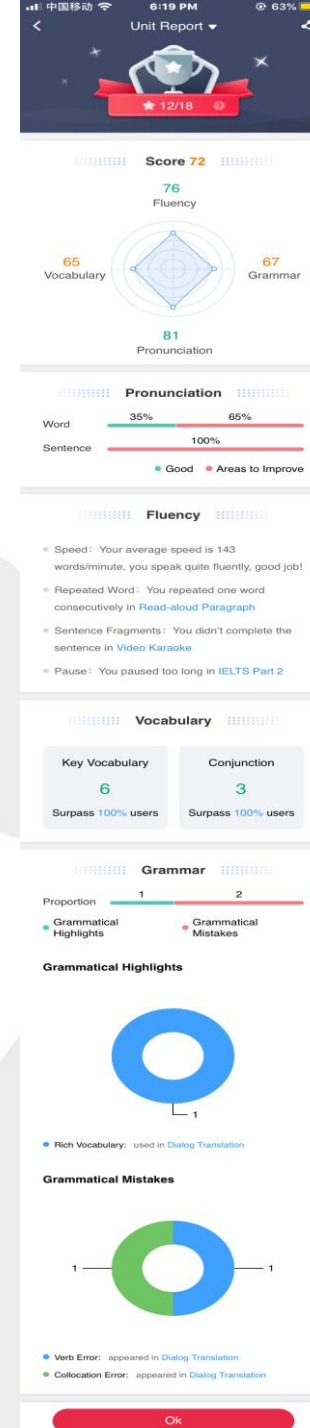 中国移动 6:19 PM 63%
Unit Report
12/18
Score 72
76
Fluency
65
Vocabulary
67
Grammar
81
Pronunciation
Pronunciation
35% 65%
Word
100%
Sentence
Good Areas to Improve
Fluency
Speed: Your average speed is 143
words/minute, you speak quite fluently, good job!
Repeated Word: You repeated one word
consecutively in Read-aloud Paragraph
Sentence Fragments: You didn't complete the
sentence in Video Karaoke
Pause: You paused too long in IELTS Part 2
Vocabulary
Key Vocabulary
6
Surpass 100% users
Conjunction
3
Surpass 100% users
Grammar
1 2
Proportion
Grammatical
Highlights
Grammatical
Mistakes
Grammatical Highlights
1
Rich Vocabulary: used in Dialog Translation
Grammatical Mistakes
1 1
Verb Error: appeared in Dialog Translation
Collocation Error: appeared in Dialog Translation
Ok